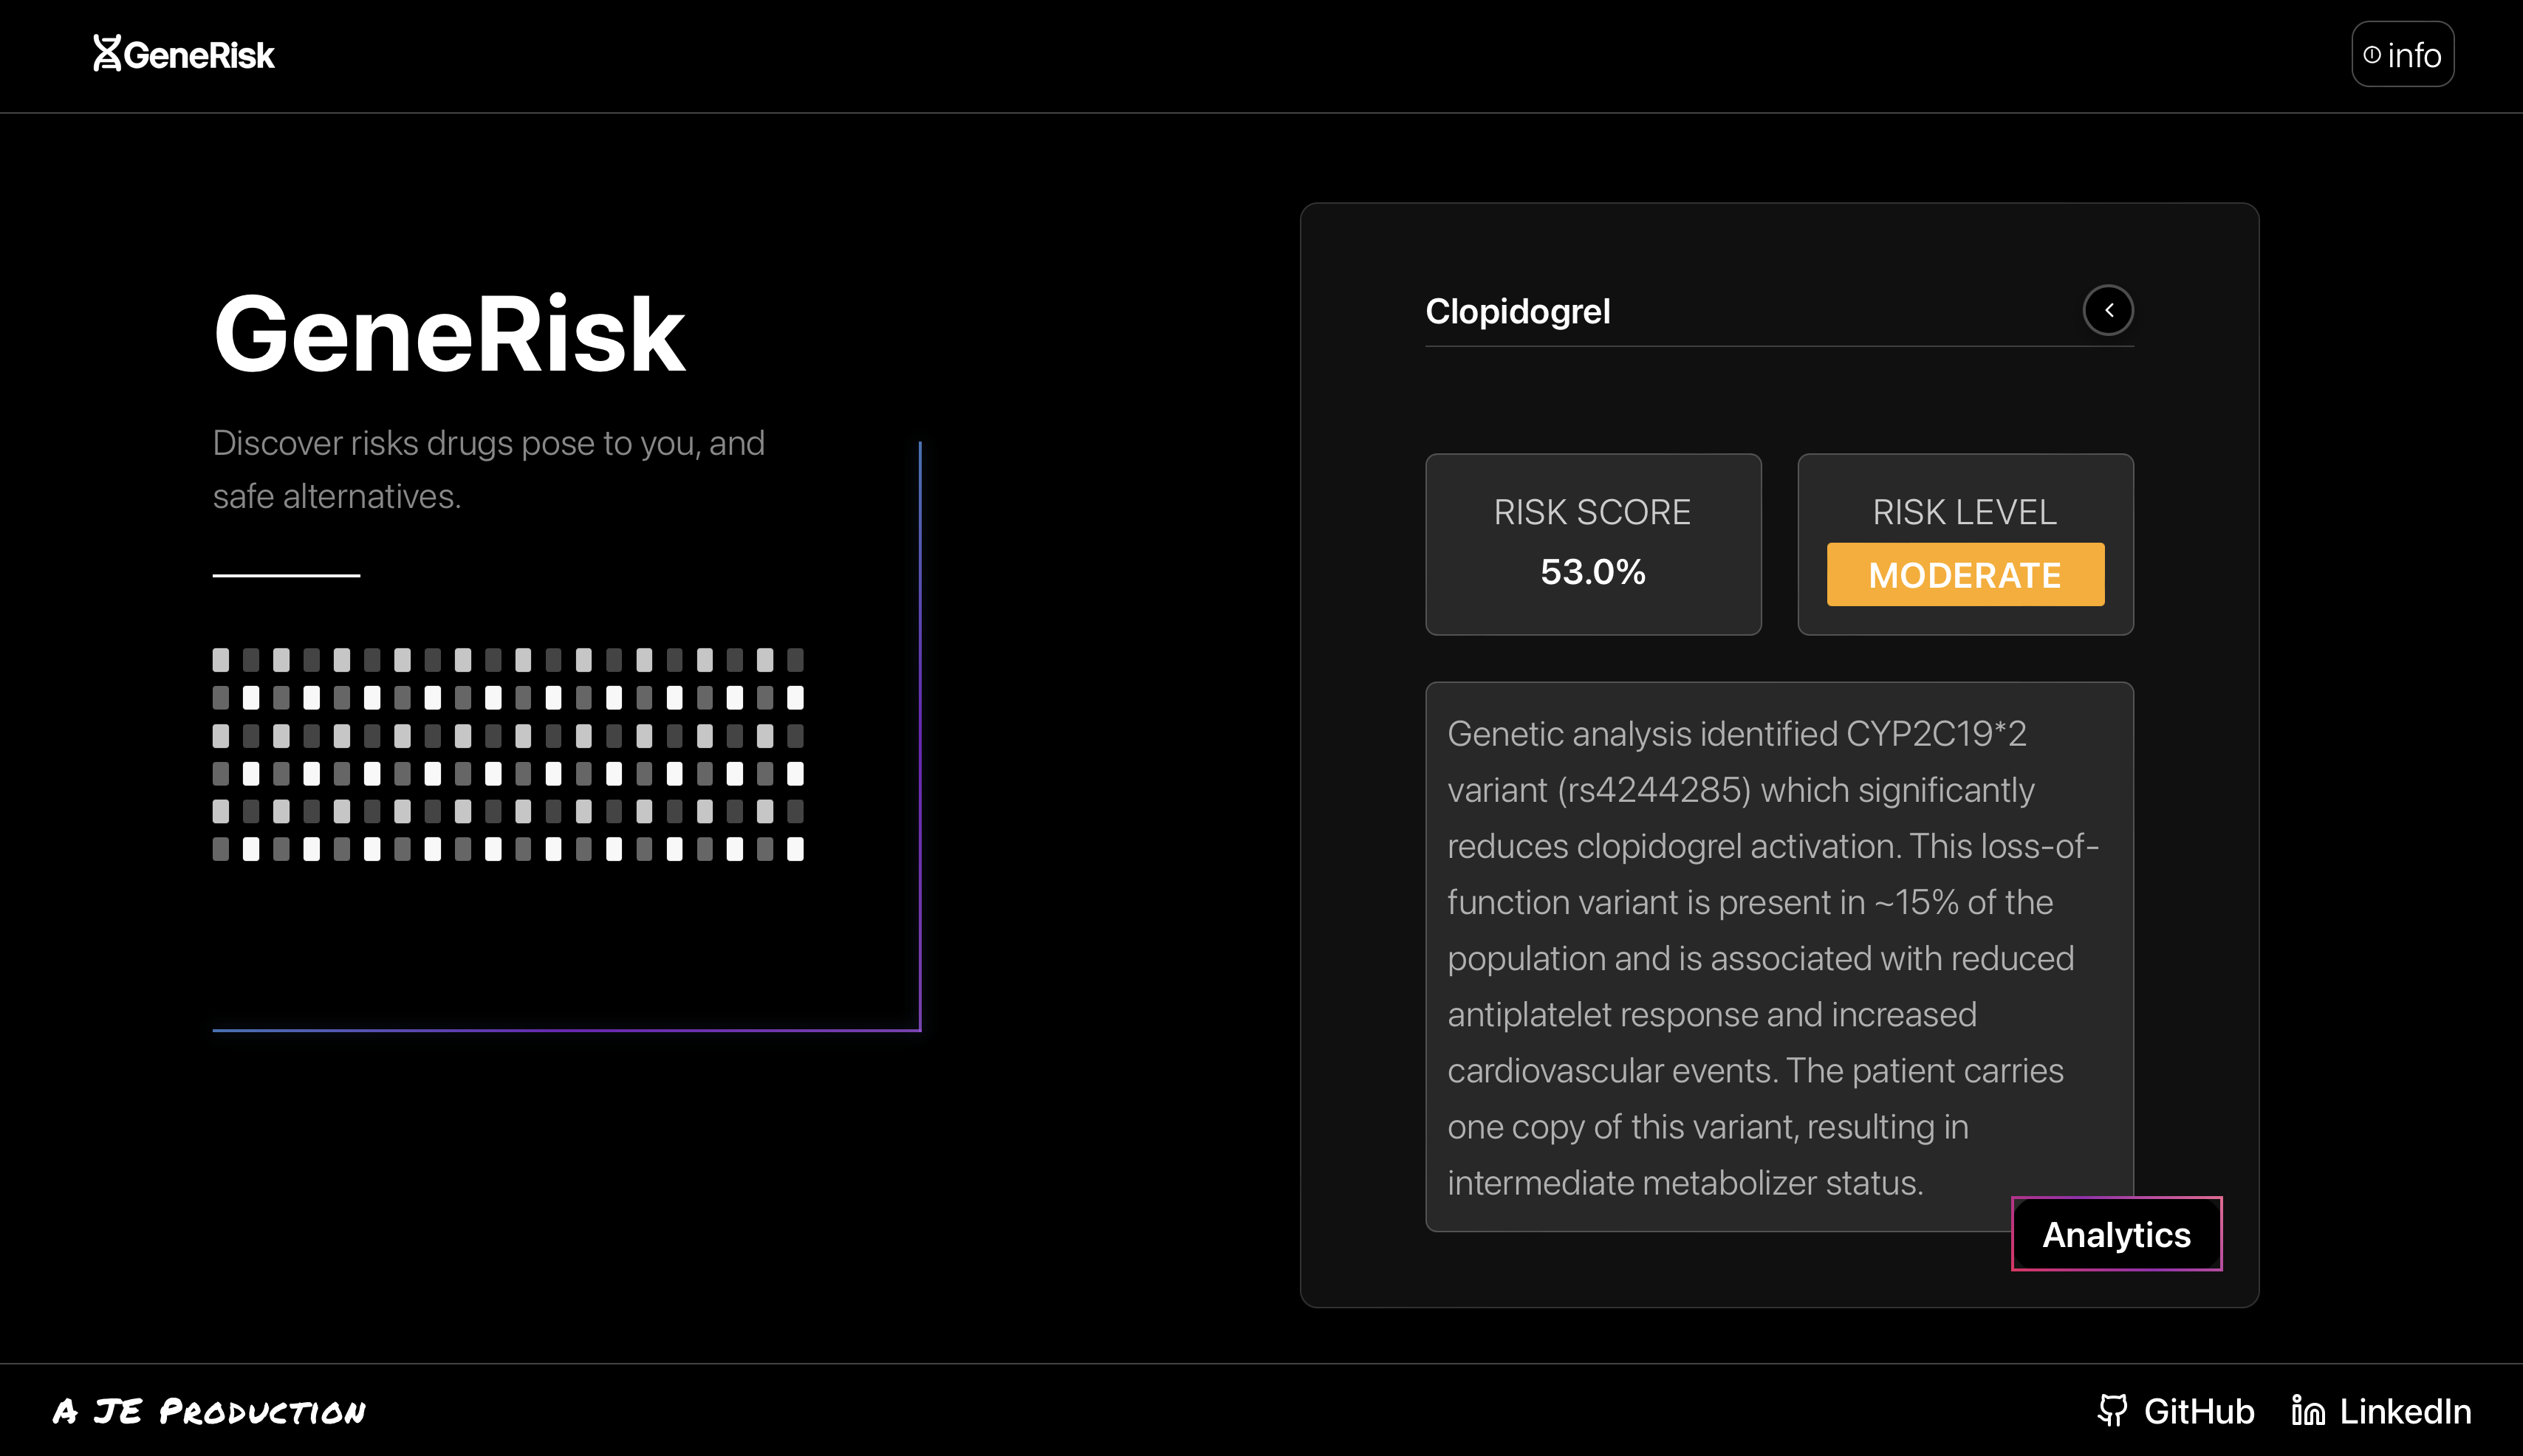 GeneRisk
info
GeneRisk
Discover risks drugs pose to you, and
safe alternatives.
Clopidogrel
RISK SCORE
53.0%
RISK LEVEL
MODERATE
Genetic analysis identified CYP2C19*2
variant (rs4244285) which significantly
reduces clopidogrel activation. This loss-of-
function variant is present in ~15% of the
population and is associated with reduced
antiplatelet response and increased
cardiovascular events. The patient carries
one copy of this variant, resulting in
intermediate metabolizer status.
Analytics
A JE Production
GitHub
LinkedIn